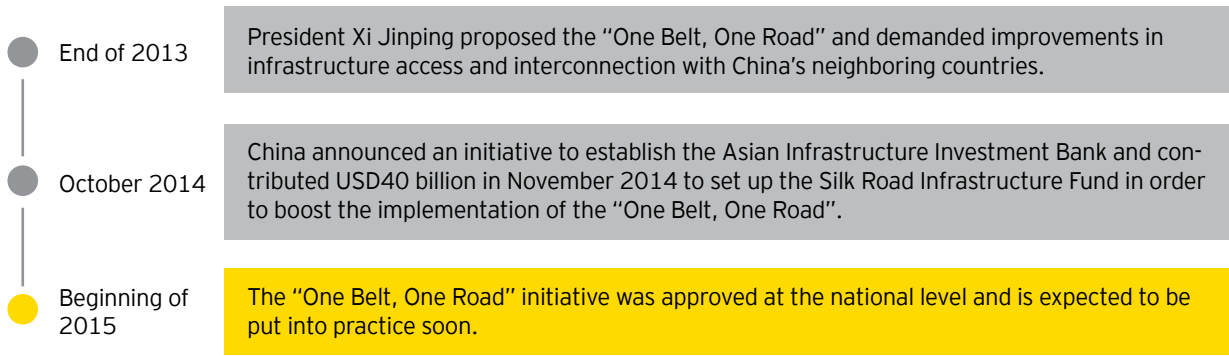 End of 2013
President Xi Jinping proposed the “One Belt, One Road” and demanded improvements in
infrastructure access and interconnection with China’s neighboring countries.
October 2014
China announced an initiative to establish the Asian Infrastructure Investment Bank and con-
tributed USD40 billion in November 2014 to set up the Silk Road Infrastructure Fund in order
to boost the implementation of the “One Belt, One Road”.
Beginning of
2015
The “One Belt, One Road” initiative was approved at the national level and is expected to be
put into practice soon.